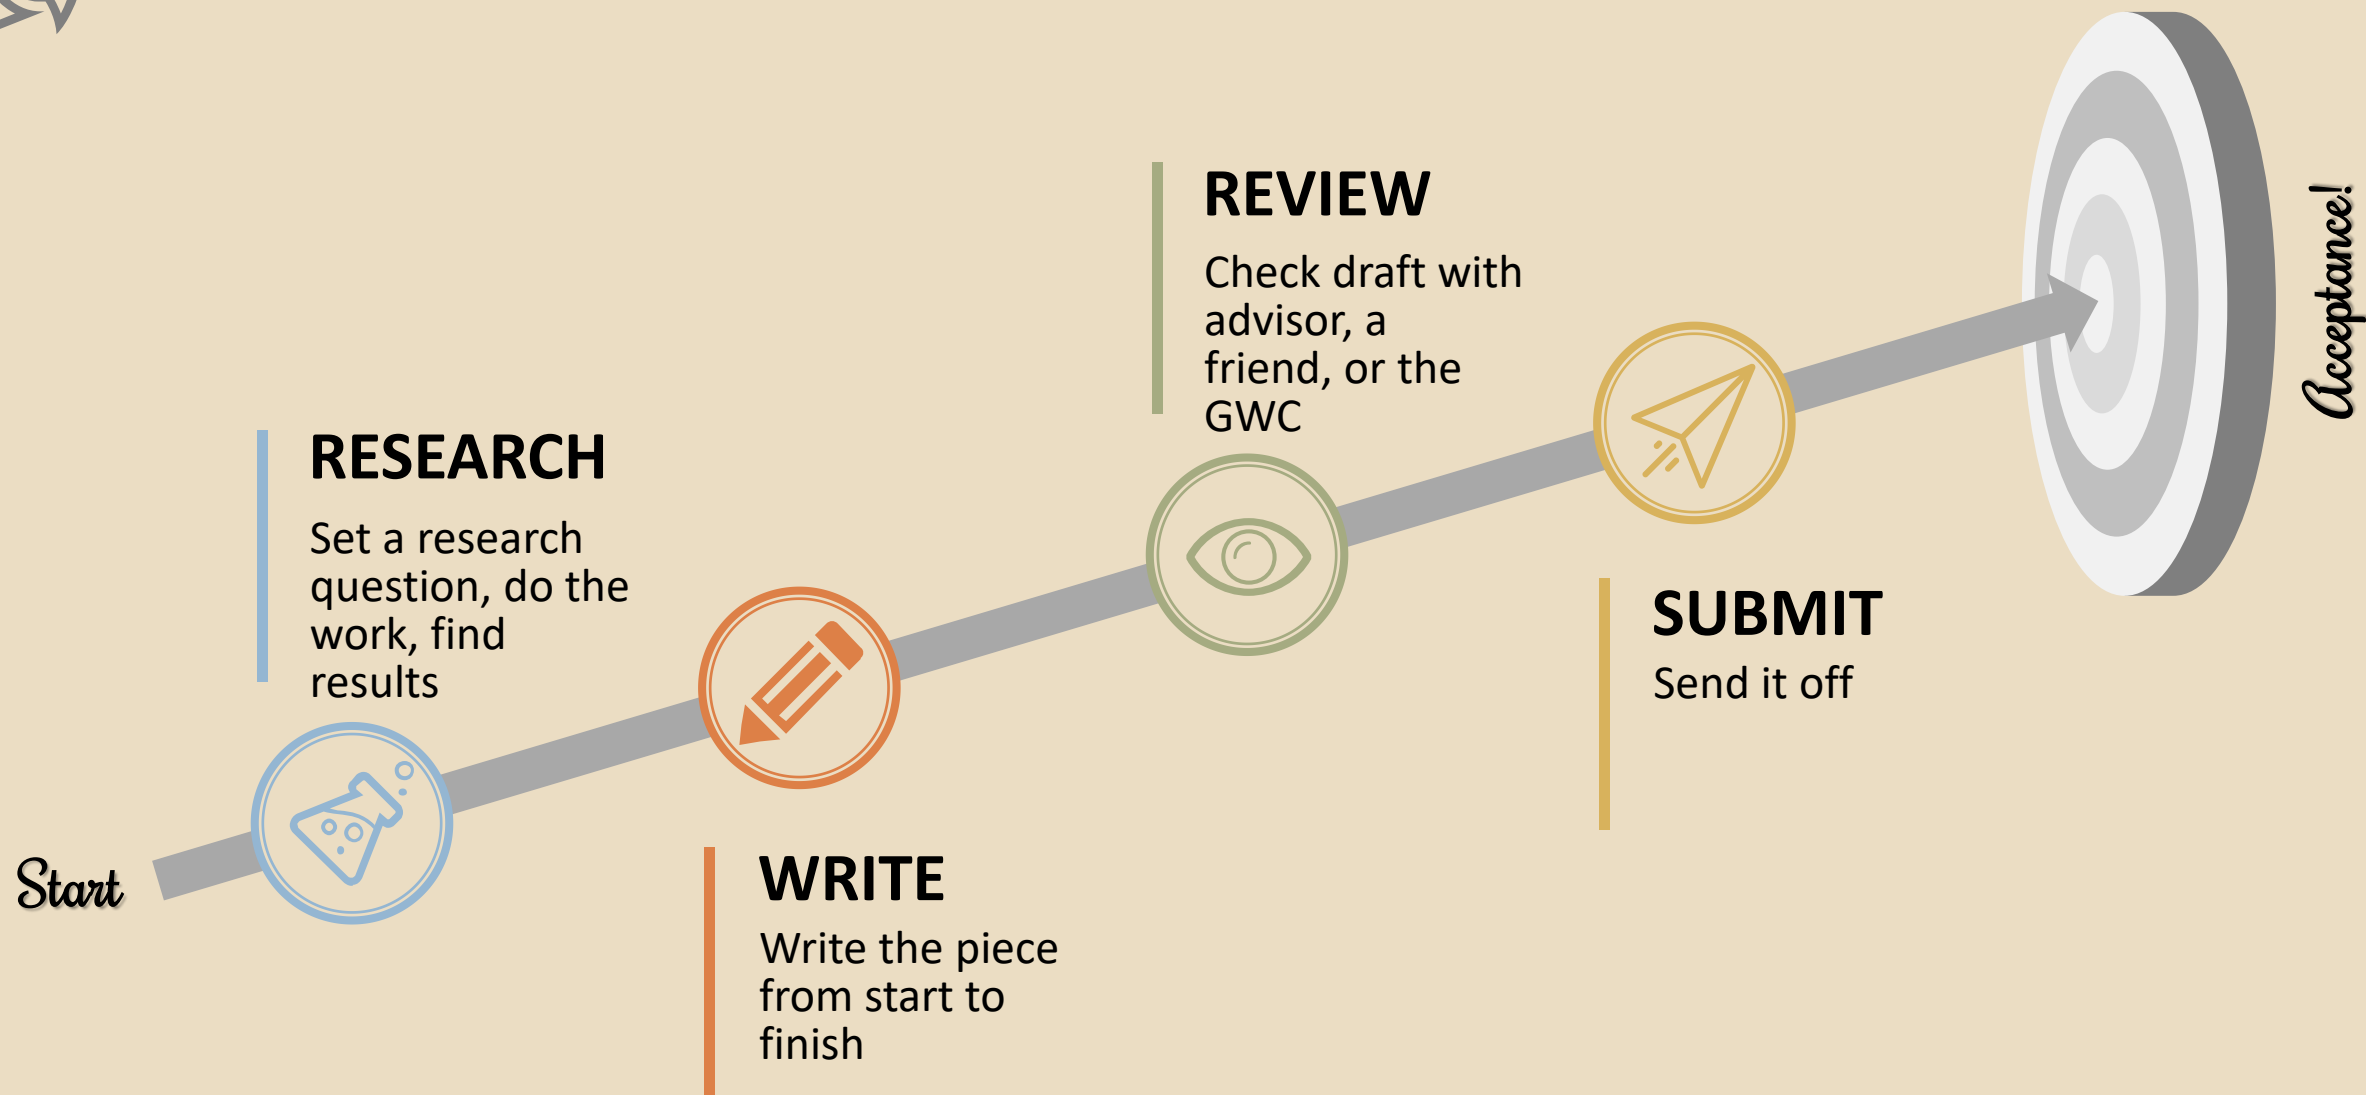 Start
RESEARCH
Set a research
question, do the
work, find
results
WRITE
Write the piece
from start to
finish
REVIEW
Check draft with
advisor, a
friend, or the
GWC
SUBMIT
Send it off
Acceptance!